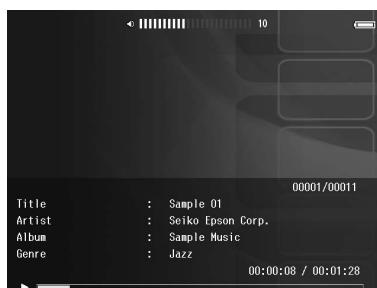 10
00001/00011
Title : Sample 01
Artist : Seiko Epson Corp.
Album : Sample Music
Genre : Jazz
00:00:08 / 00:01:28